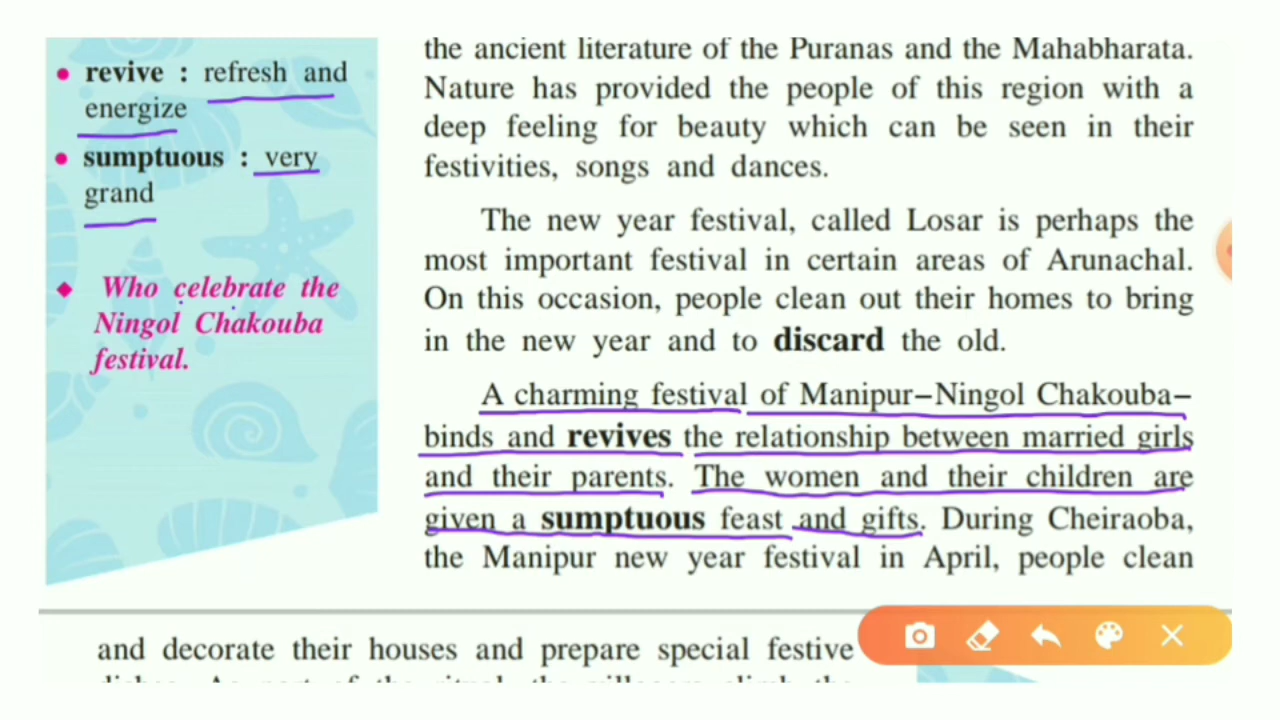 • revive : refresh and
energize
• sumptuous : very
grand
◆ Who celebrate the
Ningol Chakouba
festival.
the ancient literature of the Puranas and the Mahabharata.
Nature has provided the people of this region with a
deep feeling for beauty which can be seen in their
festivities, songs and dances.
The new year festival, called Losar is perhaps the
most important festival in certain areas of Arunachal.
On this occasion, people clean out their homes to bring
in the new year and to discard the old.
A charming festival of Manipur–Ningol Chakouba–
binds and revives the relationship between married girls
and their parents. The women and their children are
given a sumptuous feast and gifts. During Cheiraoba,
the Manipur new year festival in April, people clean
and decorate their houses and prepare special festive